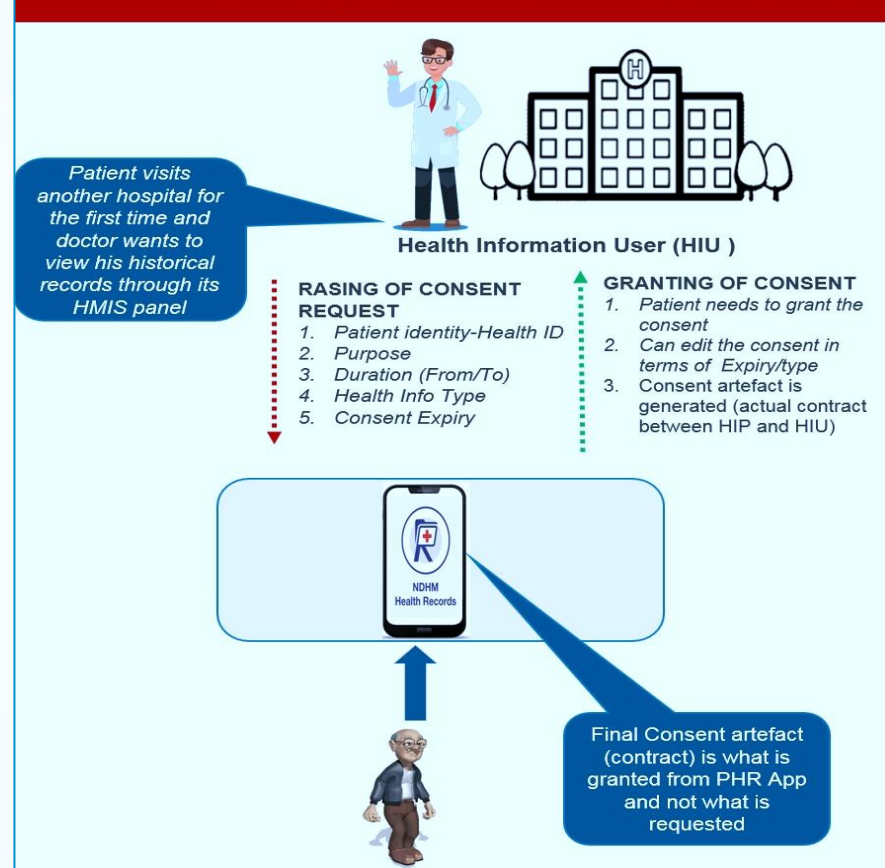 H
Patient visits
another hospital for
the first time and
doctor wants to
view his historical
records through its
HMIS panel
Health Information User (HIU )
RASING OF CONSENT
REQUEST
1. Patient identity-Health ID
2. Purpose
3. Duration (From/To)
4. Health Info Type
5. Consent Expiry
GRANTING OF CONSENT
1. Patient needs to grant the
consent
2. Can edit the consent in
terms of Expiry/type
3. Consent artefact is
generated (actual contract
between HIP and HIU)
NDHM
Health Records
Final Consent artefact
(contract) is what is
granted from PHR App
and not what is
requested